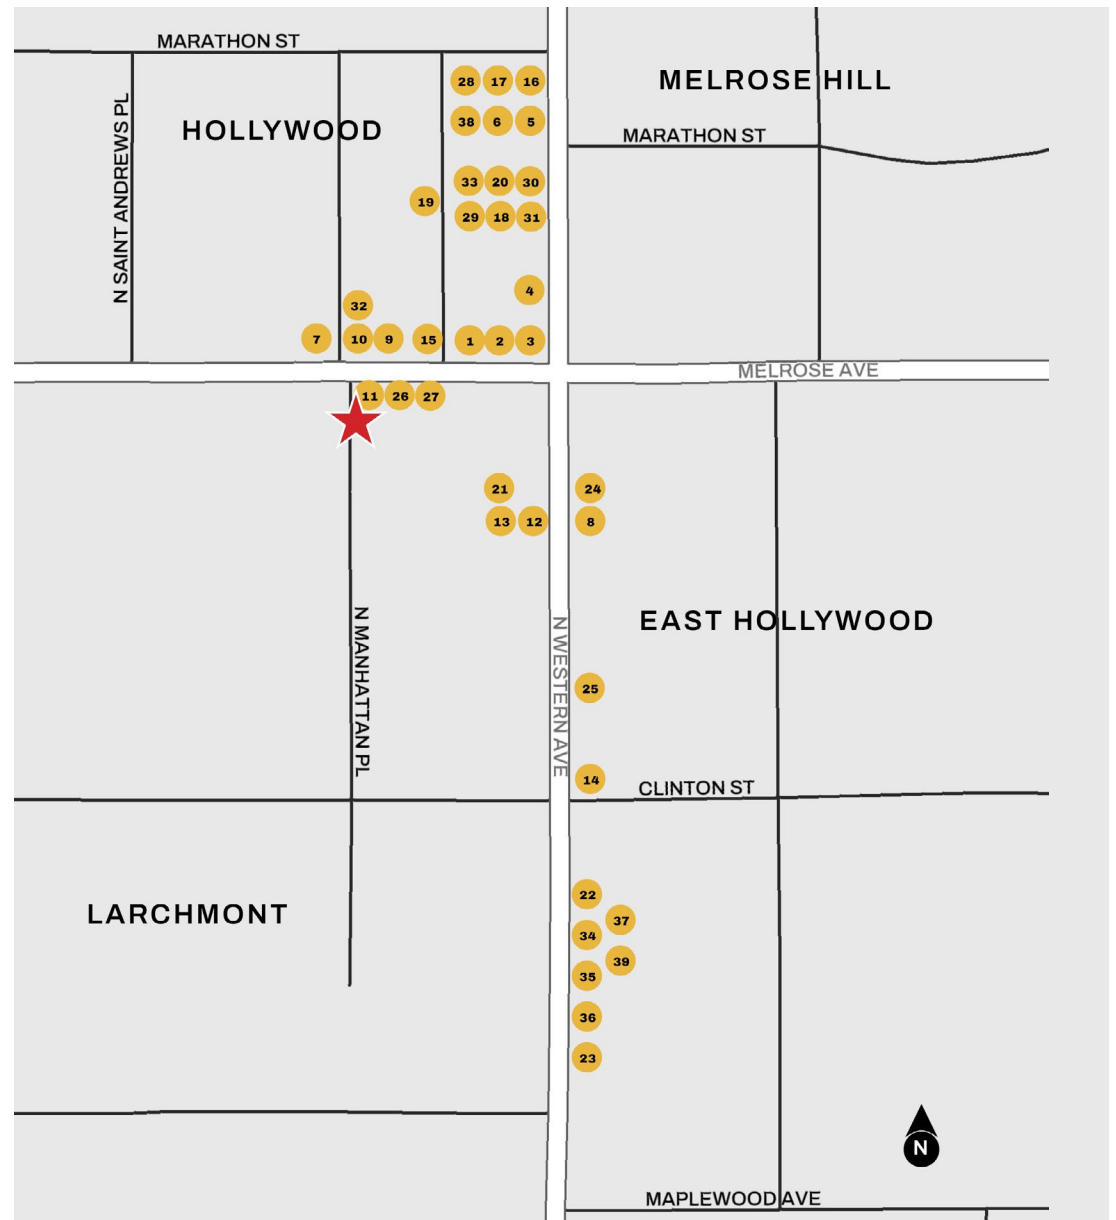 MARATHON ST
28 17 16
MELROSE HILL
38 6 5
HOLLYWOOD
MARATHON ST
N SAINT ANDREWS PL
33 20 30
19
29 18 31
4
32
7 10 9 15 1 2 3
MELROSE AVE
11 26 27
21 24
13 12 8
EAST HOLLYWOOD
N MANHATTAN PL
N WESTERN AVE
25
14
CLINTON ST
22
LARCHMONT
37
34
39
35
36
23
N
MAPLEWOOD AVE